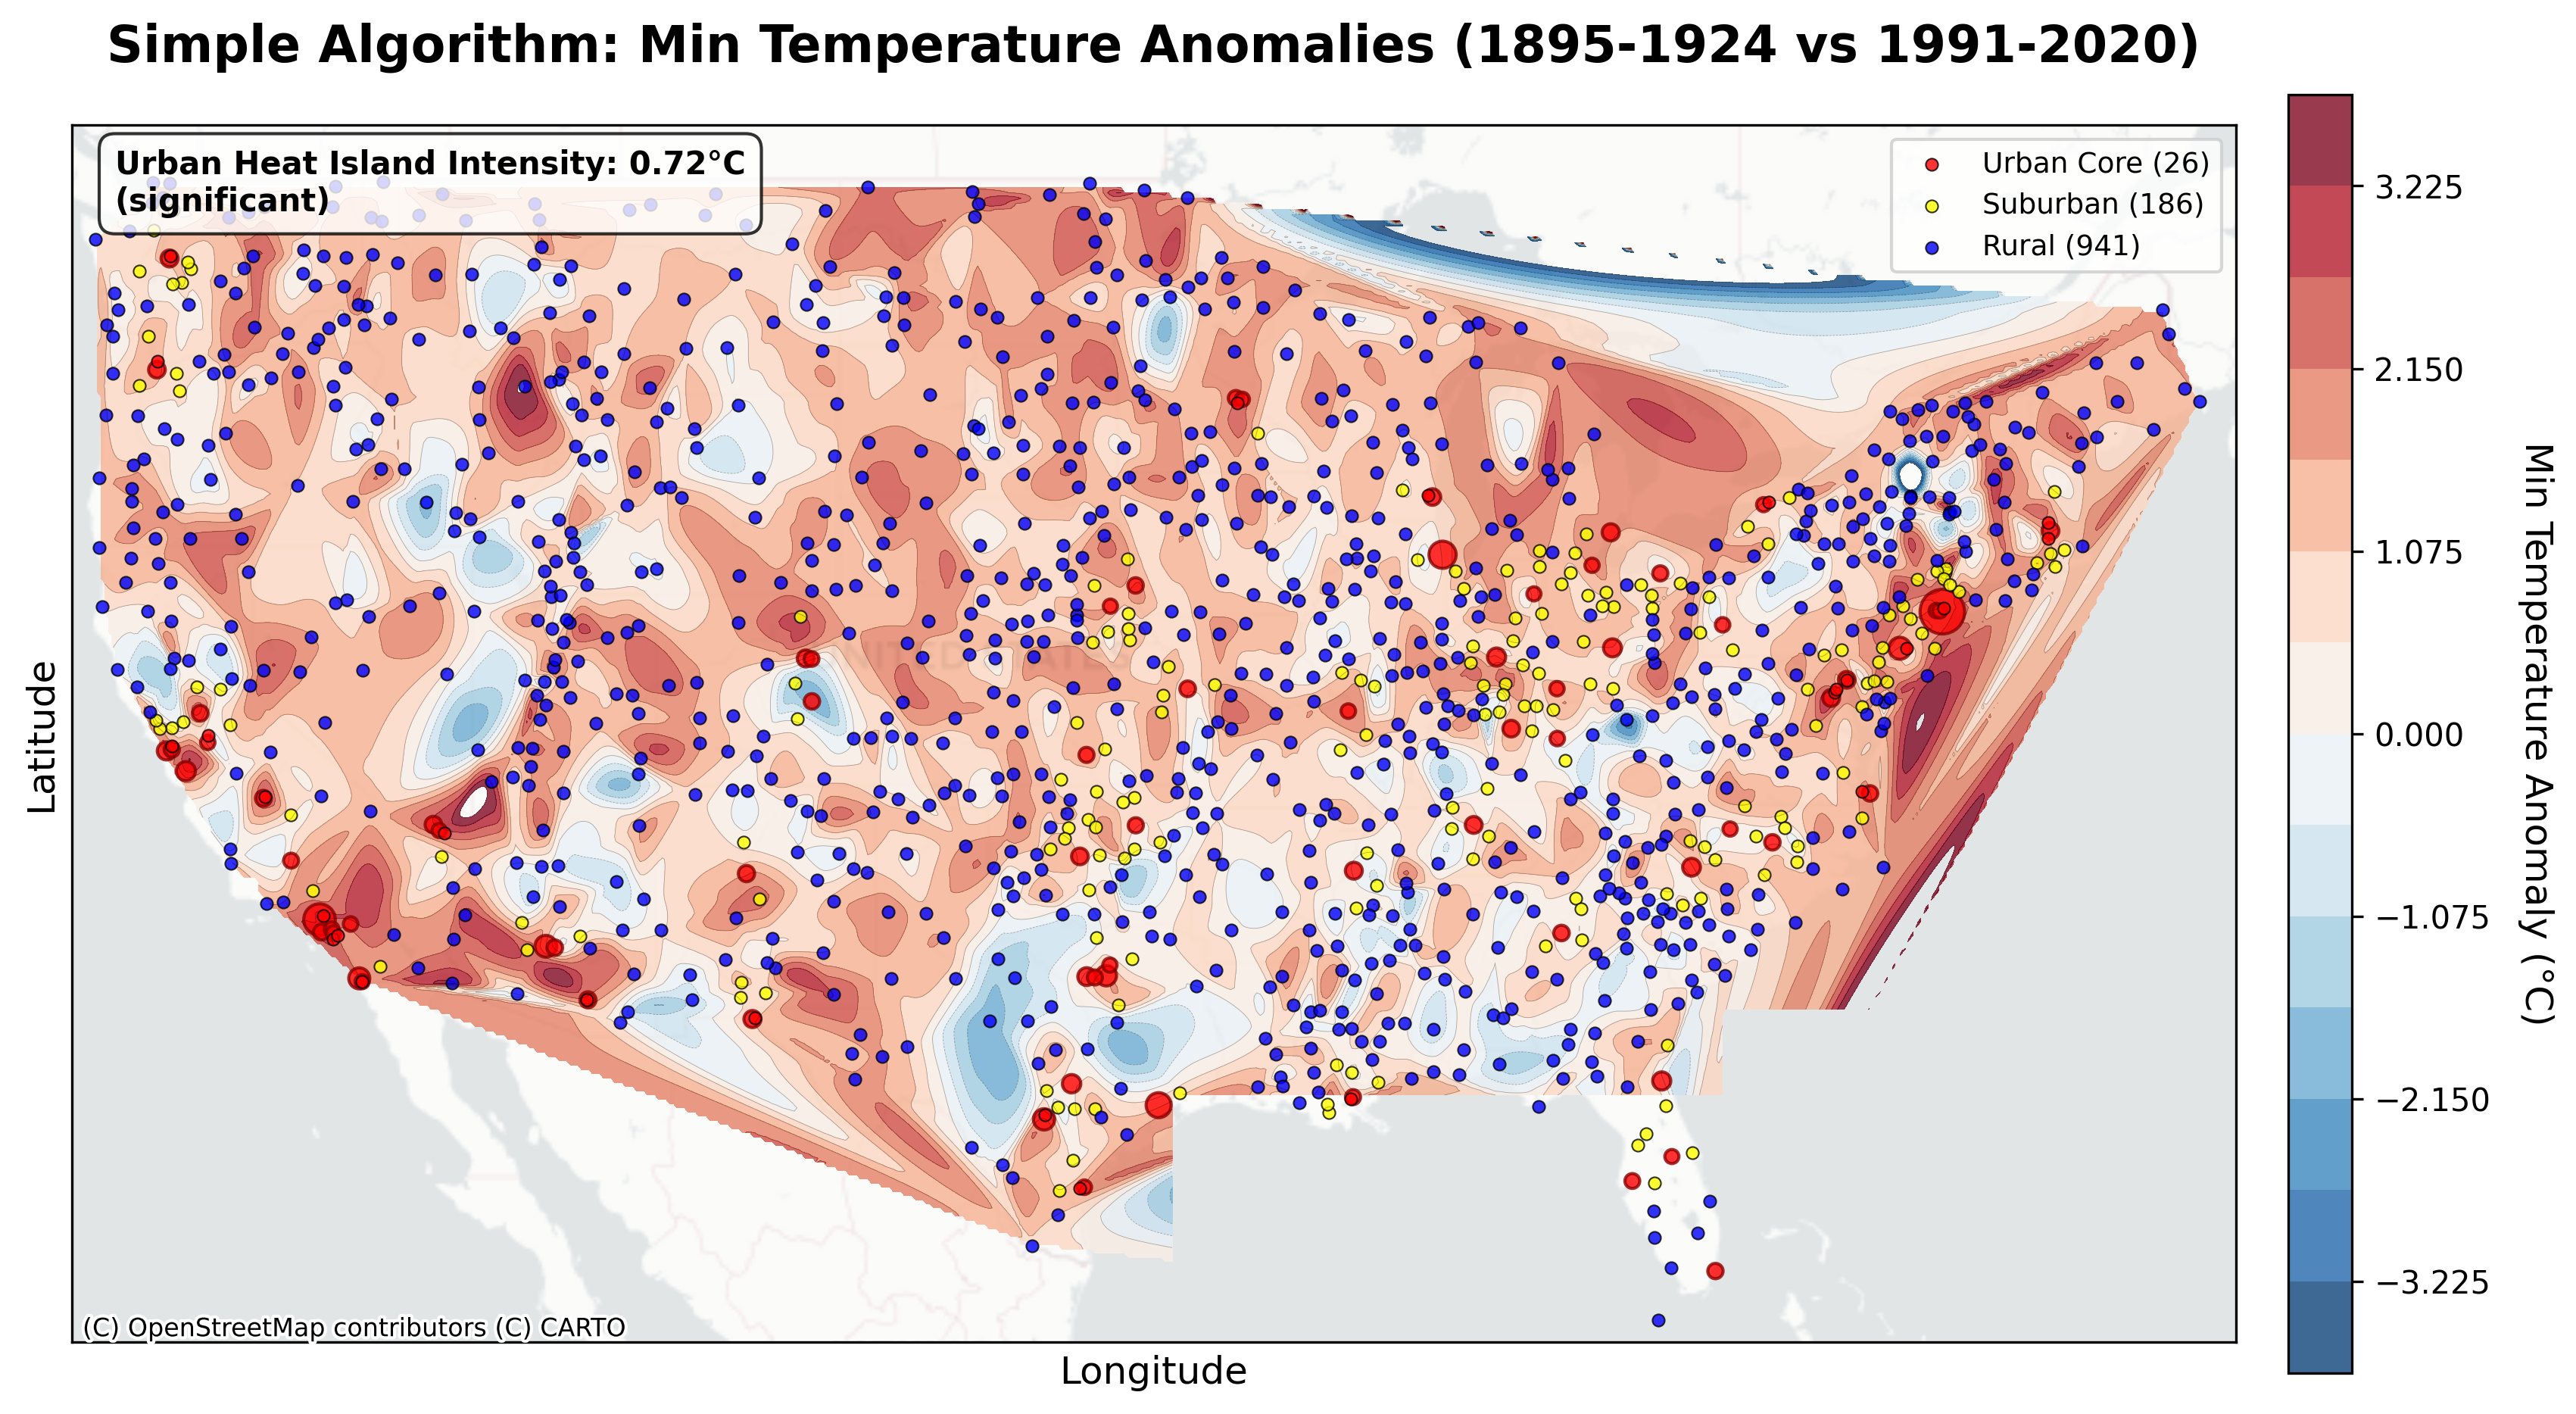 Simple Algorithm: Min Temperature Anomalies (1895-1924 vs 1991-2020)
Urban Heat Island Intensity: 0.72°C
(significant)
Urban Core (26)
Suburban (186)
Rural (941)
3.225
2.150
1.075
0.000
−1.075
−2.150
−3.225
Min Temperature Anomaly (°C)
Latitude
UNITED STATES
(C) OpenStreetMap contributors (C) CARTO
Longitude